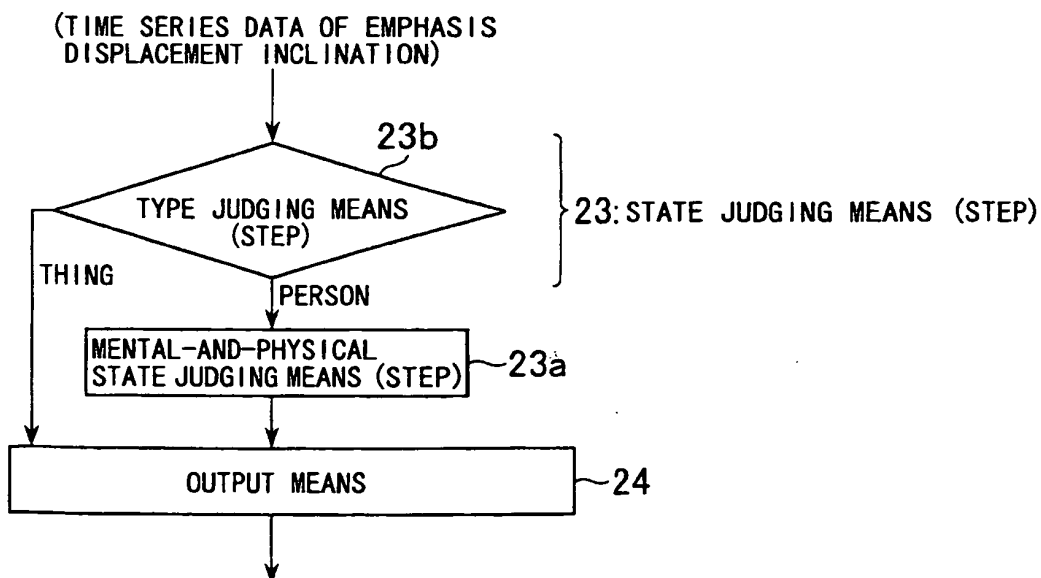 (TIME SERIES DATA OF EMPHASIS
DISPLACEMENT INCLINATION)
23b
TYPE JUDGING MEANS
(STEP)
23:STATE JUDGING MEANS (STEP)
THING
PERSON
MENTAL-AND-PHYSICAL
STATE JUDGING MEANS (STEP)
23a
OUTPUT MEANS
24